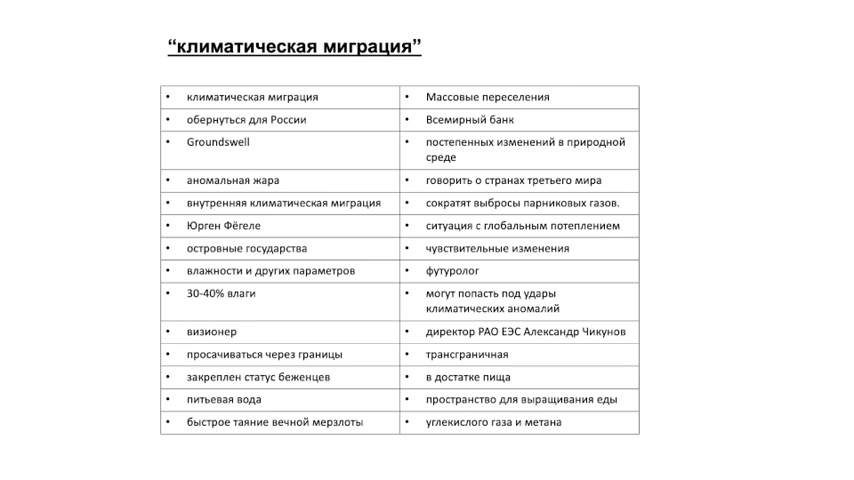 “климатическая миграция”
• климатическая миграция
• Массовые переселения
• обернуться для России
• Всемирный банк
• Groundswell
• постепенных изменений в природной
среде
• аномальная жара
• говорить о странах третьего мира
• внутренняя климатическая миграция
• сократят выбросы парниковых газов.
• Юрген Фёгеле
• ситуация с глобальным потеплением
• островные государства
• чувствительные изменения
• влажности и других параметров
• футуролог
• 30-40% влаги
• могут попасть под удары
климатических аномалий
• визионер
• директор РАО ЕЭС Александр Чикунов
• просачиваться через границы
• трансграничная
• закреплен статус беженцев
• в достатке пища
• питьевая вода
• пространство для выращивания еды
• быстрое таяние вечной мерзлоты
• углекислого газа и метана